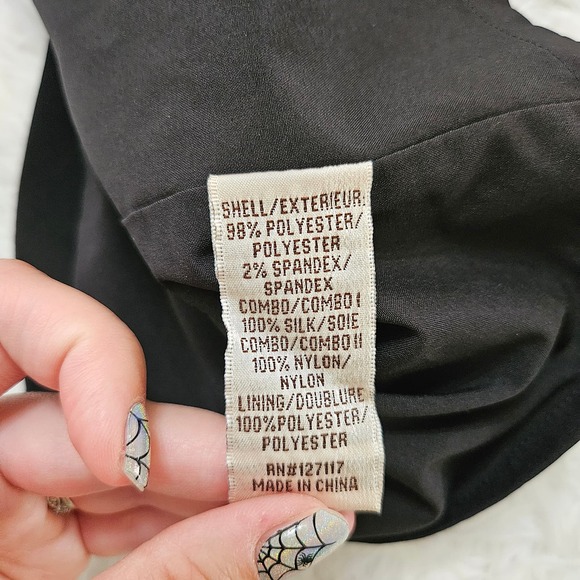 SHELL/EXTERIEUR:
98% POLYESTER/
POLYESTER
2% SPANDEX/
SPANDEX
COMBO/COMBO I
100% SILK/SOIE
COMBO/COMBO II
100% NYLON/
NYLON
LINING/DOUBLURE
100%POLYESTER/
POLYESTER
RN#127117
MADE IN CHINA